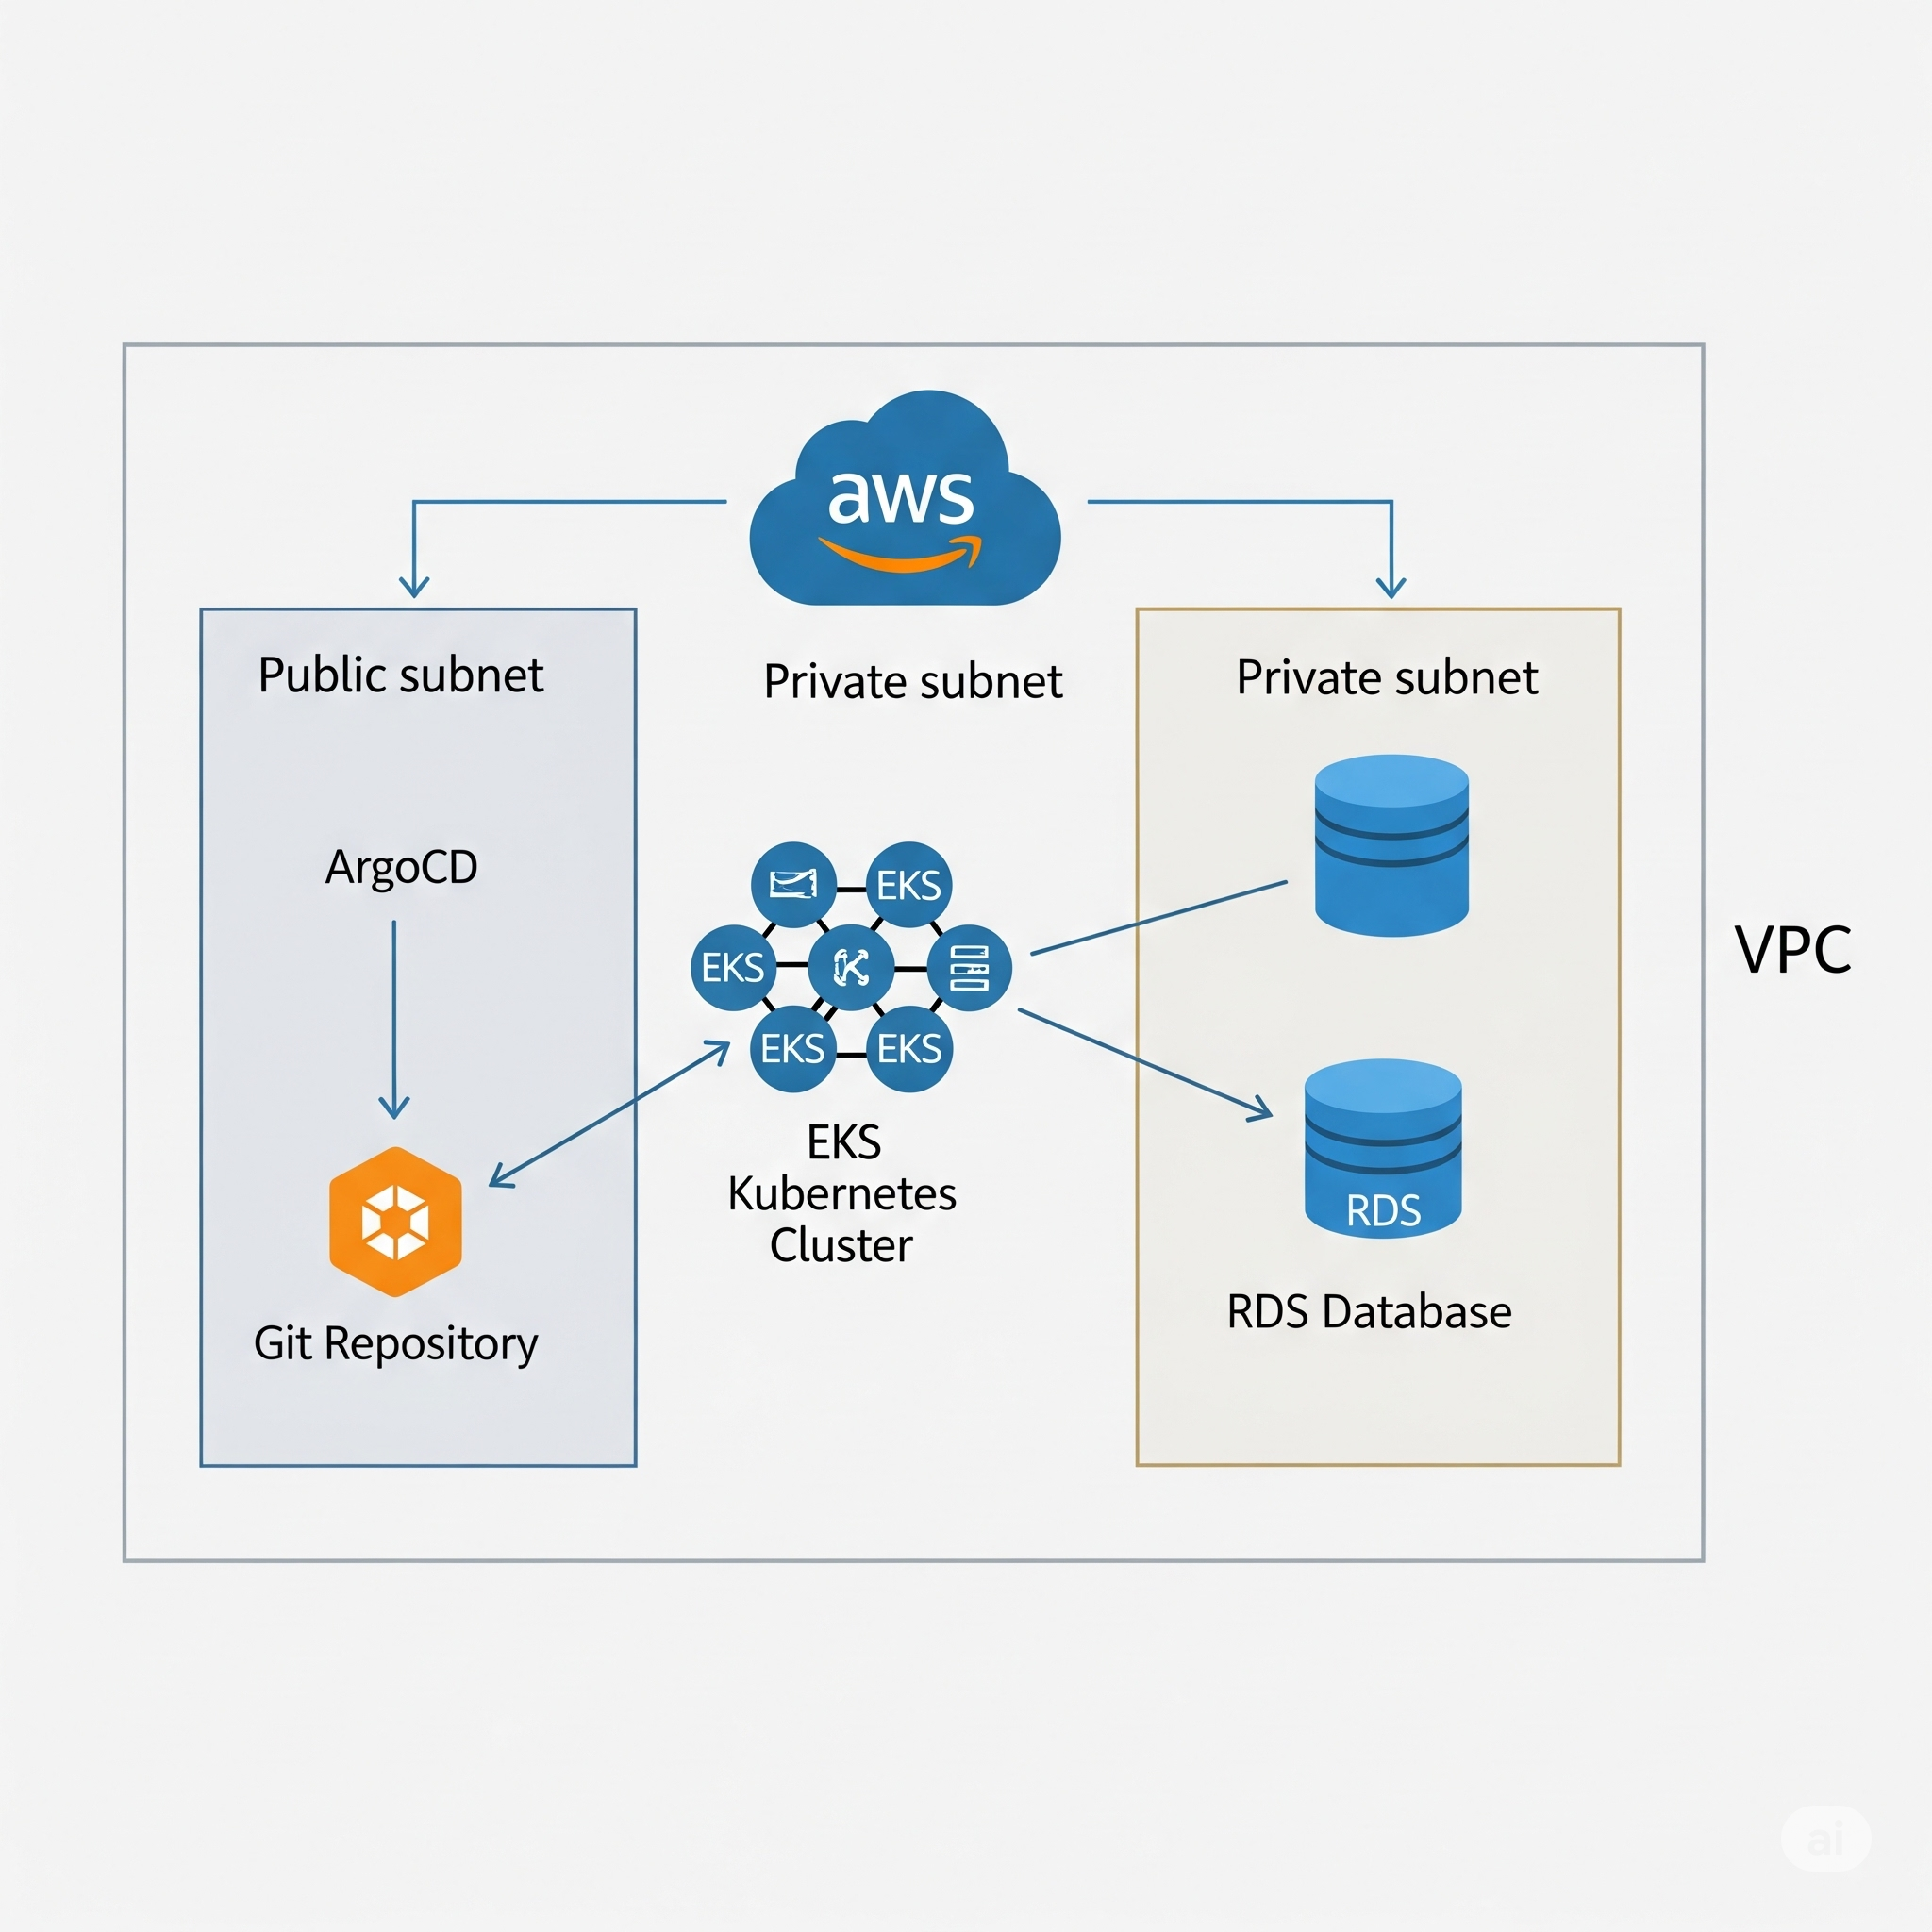 aws
Public subnet
Private subnet
Private subnet
ArgoCD
EKS
EKS
K
EKS
EKS
VPC
EKS
Kubernetes
Cluster
RDS
RDS Database
Git Repository
ai